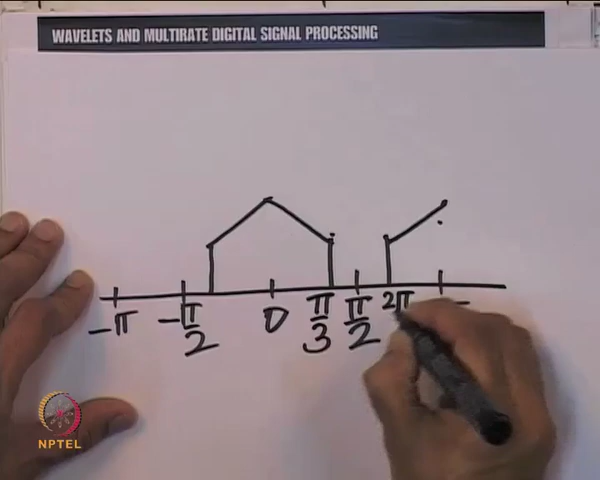 WAVELETS AND MULTIRATE DIGITAL SIGNAL PROCESSING
-π -π/2 0 π/3 π/2 2π
NPTEL